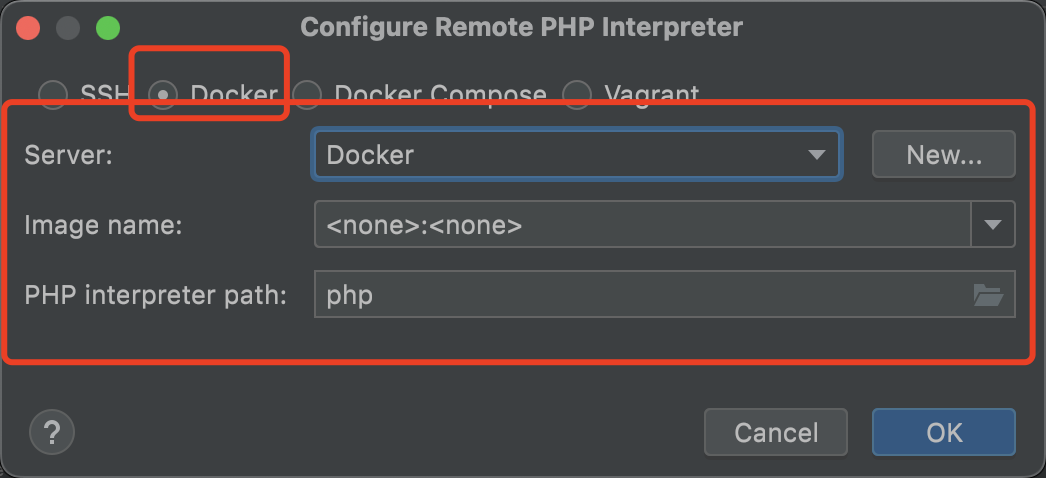 Configure Remote PHP Interpreter
SSH Docker Docker Compose Vagrant
Server: Docker New...
Image name: <none>:<none>
PHP interpreter path: php
? Cancel OK